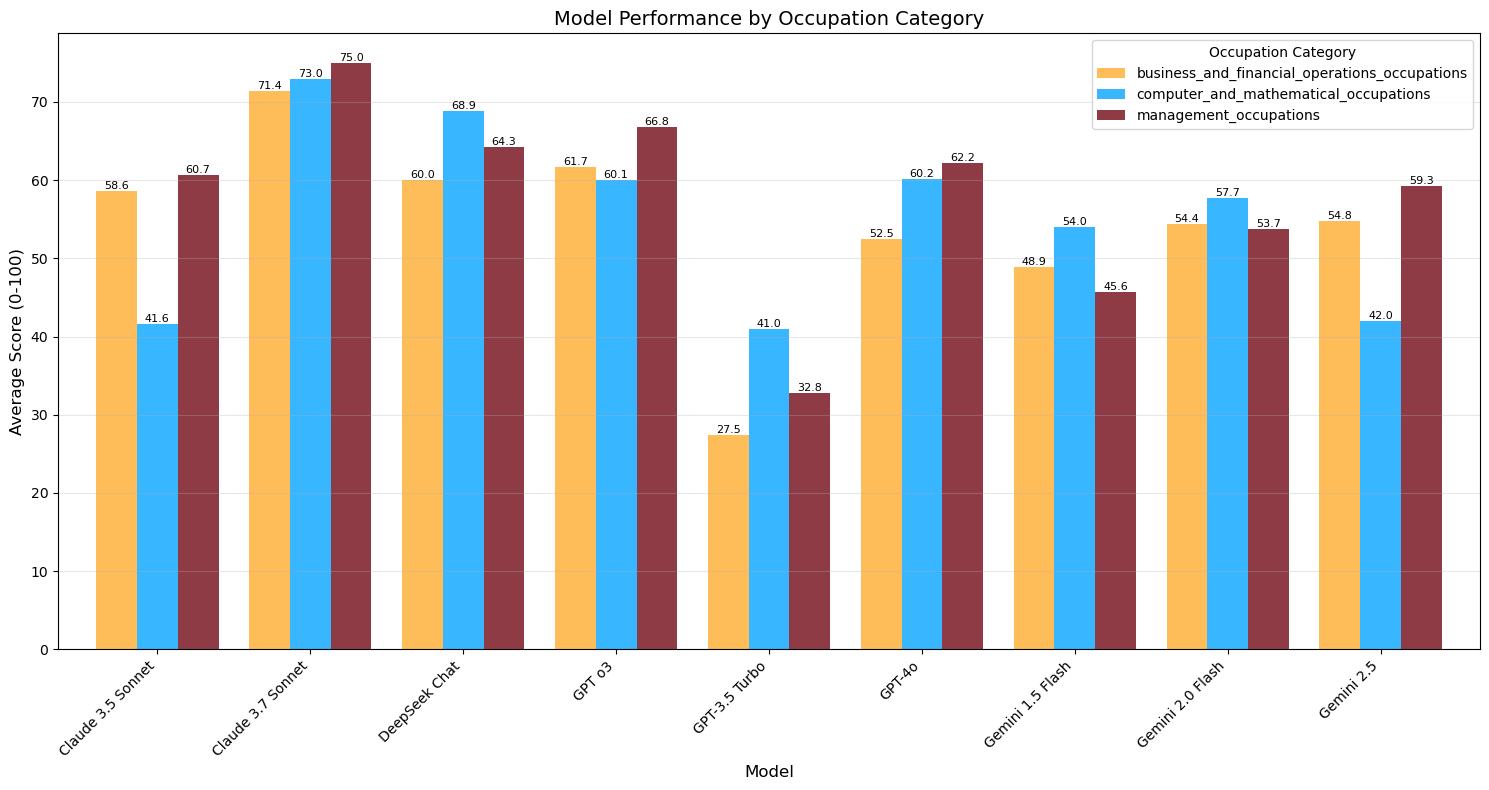 Model Performance by Occupation Category
Occupation Category
business_and_financial_operations_occupations
computer_and_mathematical_occupations
management_occupations
Average Score (0-100)
70
60
50
40
30
20
10
0
58.6
41.6
60.7
71.4
73.0
75.0
60.0
68.9
64.3
61.7
60.1
66.8
27.5
41.0
32.8
52.5
60.2
62.2
48.9
54.0
45.6
54.4
57.7
53.7
54.8
42.0
59.3
Claude 3.5 Sonnet
Claude 3.7 Sonnet
DeepSeek Chat
GPT o3
GPT-3.5 Turbo
GPT-4o
Gemini 1.5 Flash
Gemini 2.0 Flash
Gemini 2.5
Model